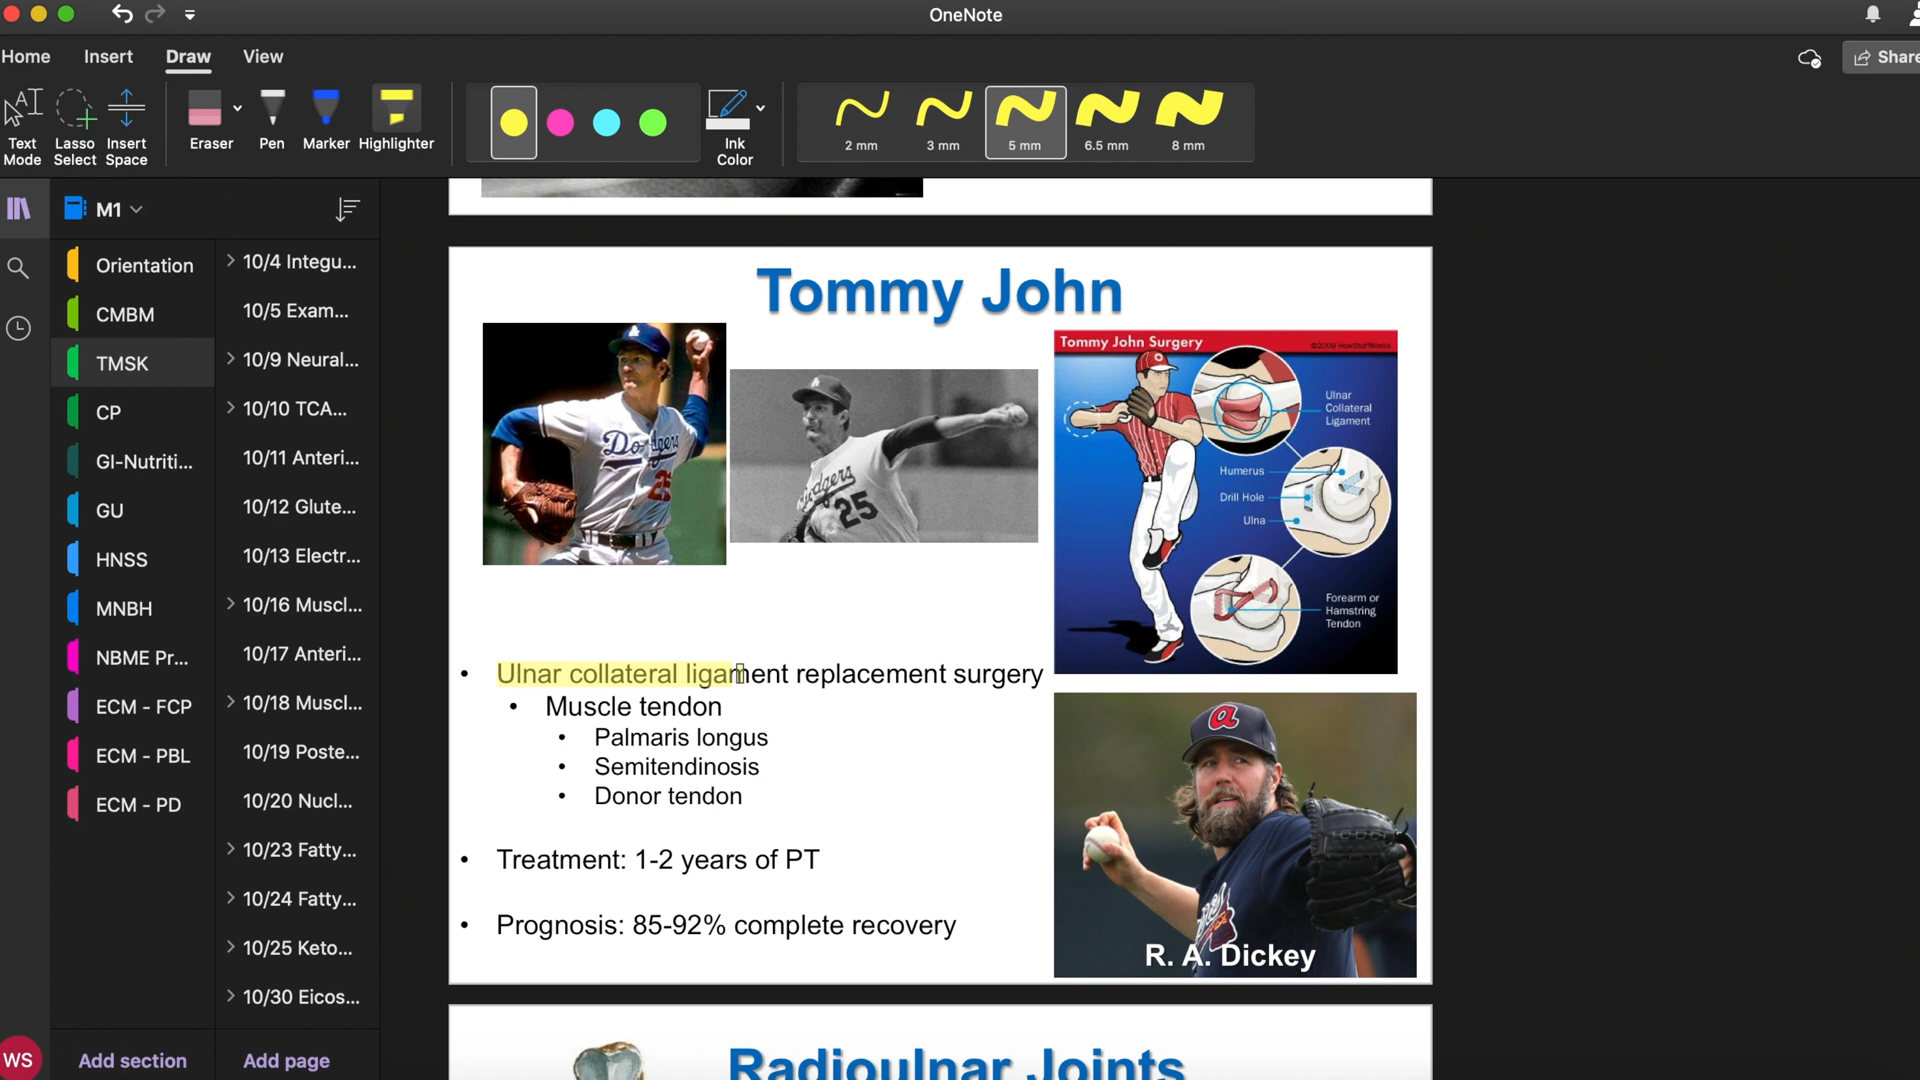 OneNote
Home Insert Draw View
Share
Text Mode
Lasso Select
Insert Space
Eraser
Pen
Marker
Highlighter
Ink Color
2 mm
3 mm
5 mm
6.5 mm
8 mm
M1
Orientation
CMBM
TMSK
CP
GI-Nutriti...
GU
HNSS
MNBH
NBME Pr...
ECM - FCP
ECM - PBL
ECM - PD
10/4 Integu...
10/5 Exam...
10/9 Neural...
10/10 TCA...
10/11 Anteri...
10/12 Glute...
10/13 Electr...
10/16 Muscl...
10/17 Anteri...
10/18 Muscl...
10/19 Poste...
10/20 Nucl...
10/23 Fatty...
10/24 Fatty...
10/25 Keto...
10/30 Eicos...
WS
Add section
Add page
Tommy John
Dodgers
25
25
Tommy John Surgery
©2009 HowStuffWorks
Ulnar
Collateral
Ligament
Humerus
Drill Hole
Ulna
Forearm or
Hamstring
Tendon
• Ulnar collateral ligament replacement surgery
• Muscle tendon
• Palmaris longus
• Semitendinosis
• Donor tendon
• Treatment: 1-2 years of PT
• Prognosis: 85-92% complete recovery
R. A. Dickey
Radioulnar Joints